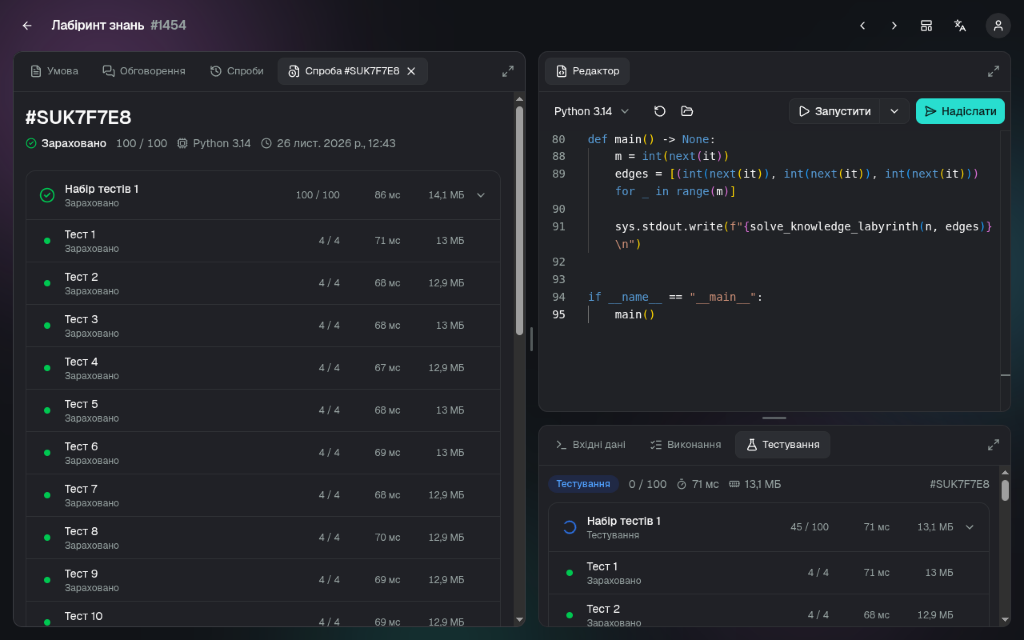 Лабіринт знань #1454
Умова
Обговорення
Спроби
Спроба #SUK7F7E8
#SUK7F7E8
Зараховано 100 / 100 Python 3.14 26 лист. 2026 р., 12:43
Набір тестів 1 100 / 100 86 мс 14,1 МБ
Зараховано
Тест 1 4 / 4 71 мс 13 МБ
Зараховано
Тест 2 4 / 4 68 мс 12,9 МБ
Зараховано
Тест 3 4 / 4 68 мс 13 МБ
Зараховано
Тест 4 4 / 4 67 мс 12,9 МБ
Зараховано
Тест 5 4 / 4 68 мс 13 МБ
Зараховано
Тест 6 4 / 4 69 мс 13 МБ
Зараховано
Тест 7 4 / 4 68 мс 12,9 МБ
Зараховано
Тест 8 4 / 4 70 мс 12,9 МБ
Зараховано
Тест 9 4 / 4 69 мс 12,9 МБ
Зараховано
Тест 10 4 / 4 69 мс 12,9 МБ
Редактор
Python 3.14
Запустити
Надіслати
80 def main() -> None:
88 m = int(next(it))
89 edges = [(int(next(it)), int(next(it)), int(next(it)))
for _ in range(m)]
90
91 sys.stdout.write(f"{solve_knowledge_labyrinth(n, edges)}
\n")
92
93
94 if __name__ == "__main__":
95 main()
Вхідні дані
Виконання
Тестування
Тестування 0 / 100 71 мс 13,1 МБ #SUK7F7E8
Набір тестів 1 45 / 100 71 мс 13,1 МБ
Тестування
Тест 1 4 / 4 71 мс 13 МБ
Зараховано
Тест 2 4 / 4 68 мс 12,9 МБ
Зараховано